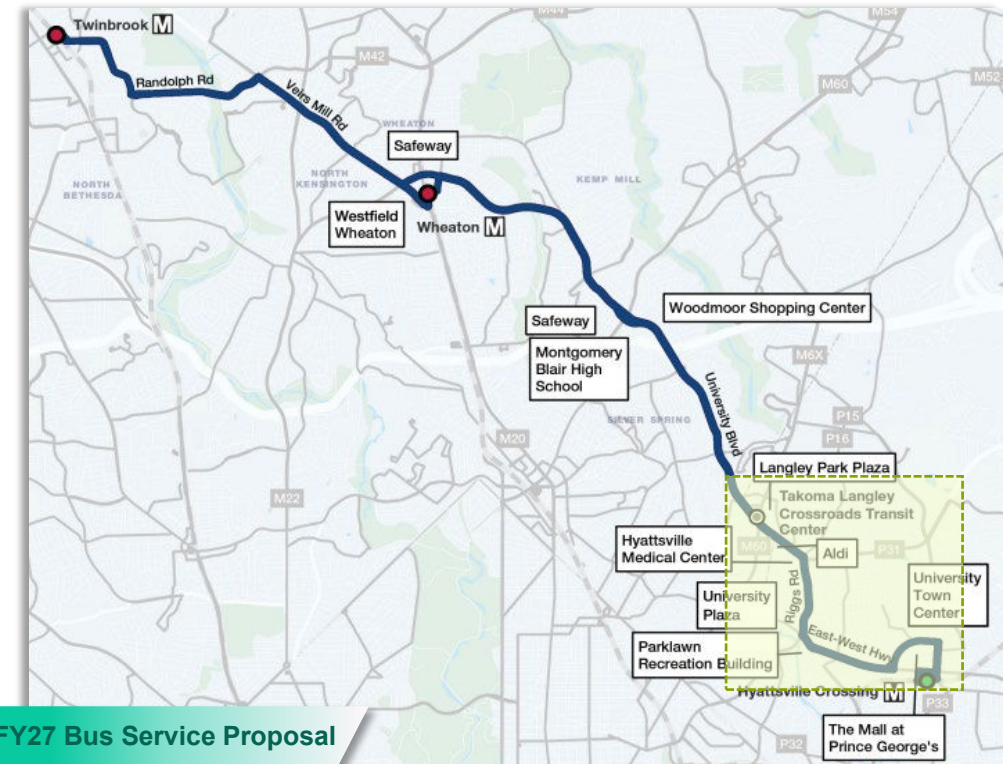 Twinbrook M
M44
M54
M42
M52
M60
Randolph Rd
Veirs Mill Rd
WHEATON
Safeway
NORTH
BETHESDA
NORTH
KENSINGTON
KEMP MILL
Westfield
Wheaton
Wheaton M
Woodmoor Shopping Center
Safeway
Montgomery
Blair High
School
M6X
University Blvd
SILVER SPRING
P15
P16
M20
Langley Park Plaza
M22
Takoma Langley
Crossroads Transit
Center
Hyattsville
Medical Center
M60
Aldi
P31
University
Town
Center
University
Plaza
Riggs Rd
East-West Hwy
Parklawn
Recreation Building
Hyattsville Crossing M
P33
FY27 Bus Service Proposal
The Mall at
Prince George's
P32